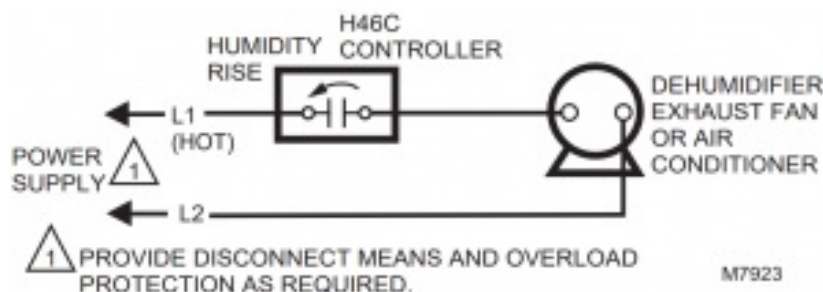 H46C
CONTROLLER
HUMIDITY
RISE
L1
(HOT)
DEHUMIDIFIER
EXHAUST FAN
OR AIR
CONDITIONER
POWER
SUPPLY
1
L2
1 PROVIDE DISCONNECT MEANS AND OVERLOAD
PROTECTION AS REQUIRED.
M7923